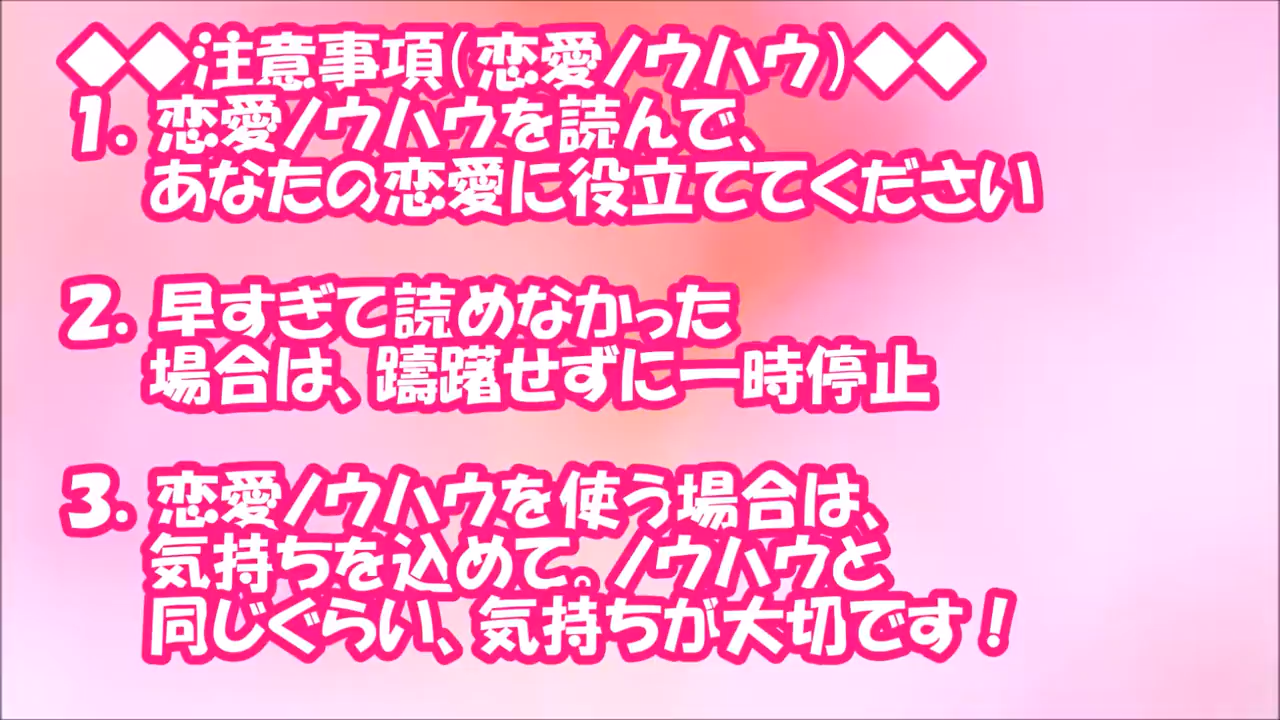 ◆◆注意事項(恋愛ノウハウ)◆◆
1. 恋愛ノウハウを読んで、
あなたの恋愛に役立ててください
2. 早すぎて読めなかった
場合は、躊躇せずに一時停止
3. 恋愛ノウハウを使う場合は、
気持ちを込めて。ノウハウと
同じぐらい、気持ちが大切です!